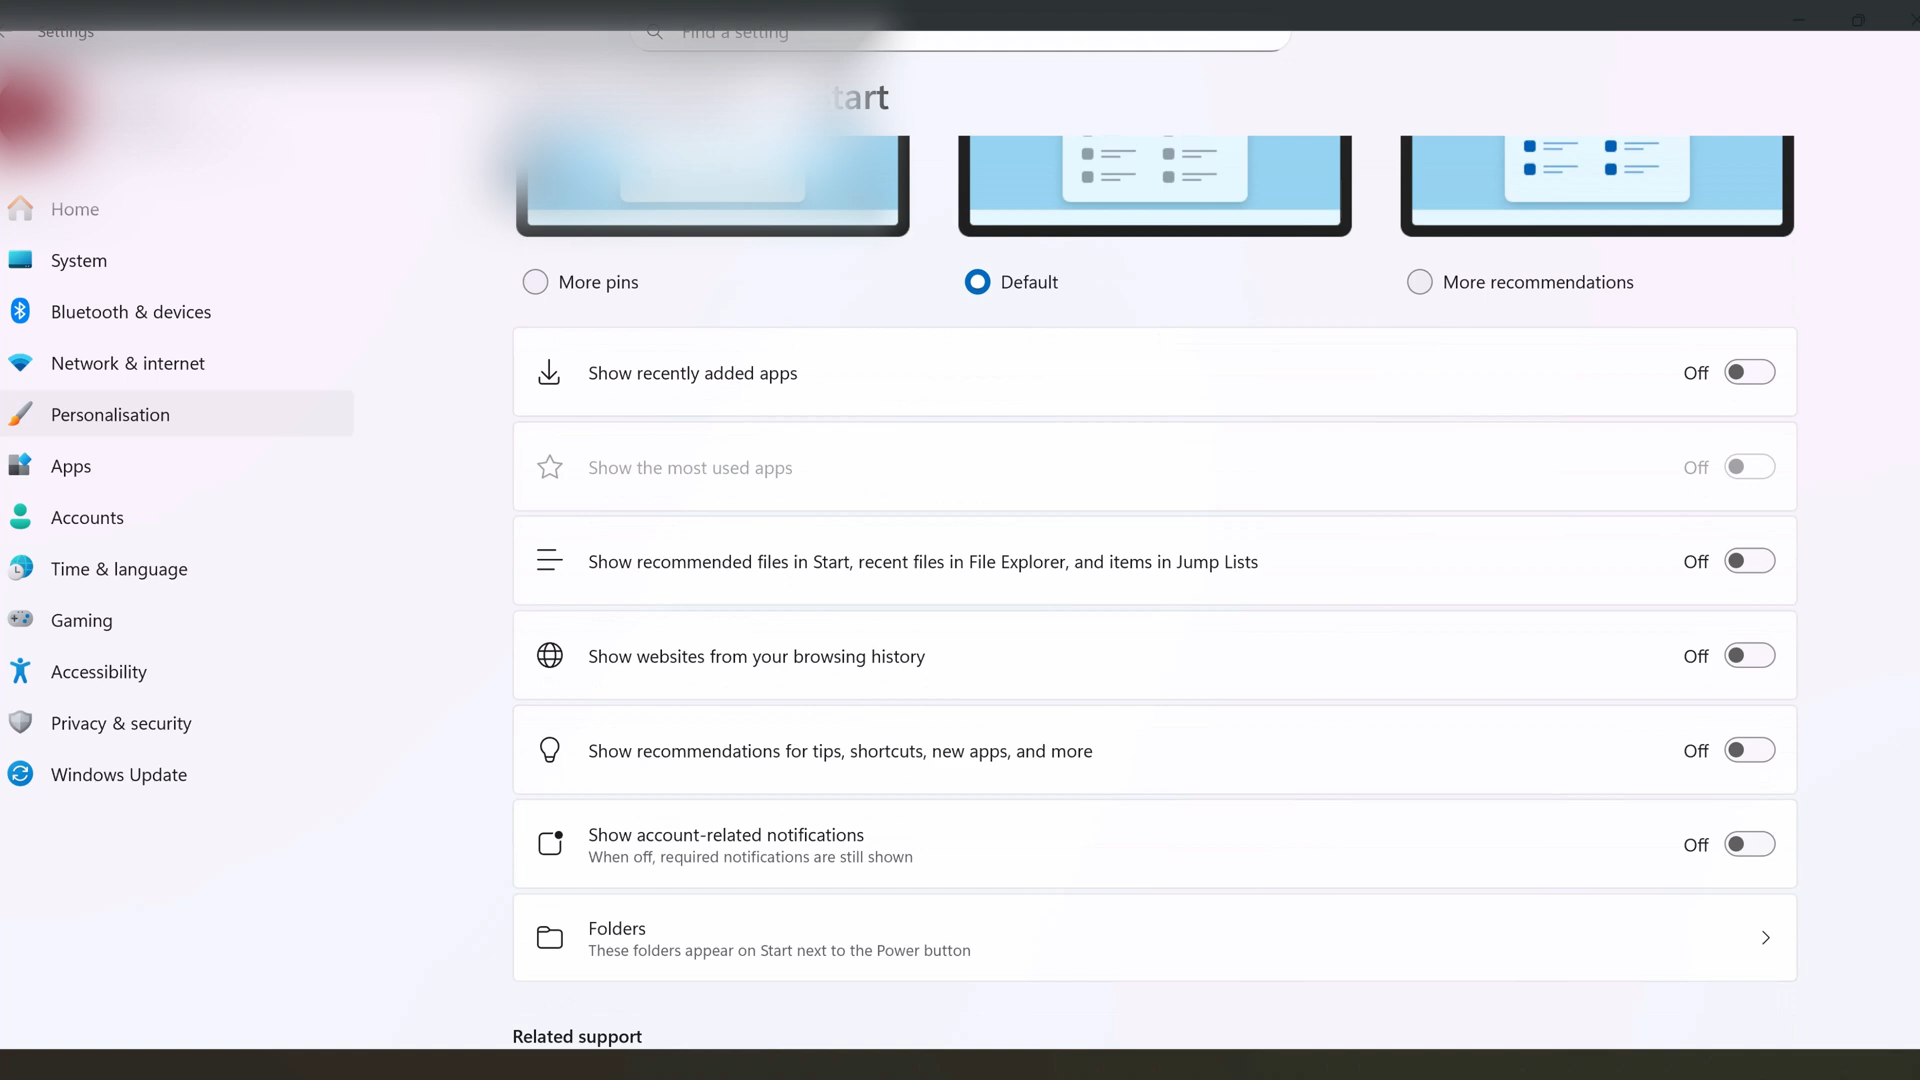 Settings
Find a setting
tart
Home
System
Bluetooth & devices
Network & internet
Personalisation
Apps
Accounts
Time & language
Gaming
Accessibility
Privacy & security
Windows Update
More pins
Default
More recommendations
Show recently added apps
Off
Show the most used apps
Off
Show recommended files in Start, recent files in File Explorer, and items in Jump Lists
Off
Show websites from your browsing history
Off
Show recommendations for tips, shortcuts, new apps, and more
Off
Show account-related notifications
When off, required notifications are still shown
Off
Folders
These folders appear on Start next to the Power button
Related support